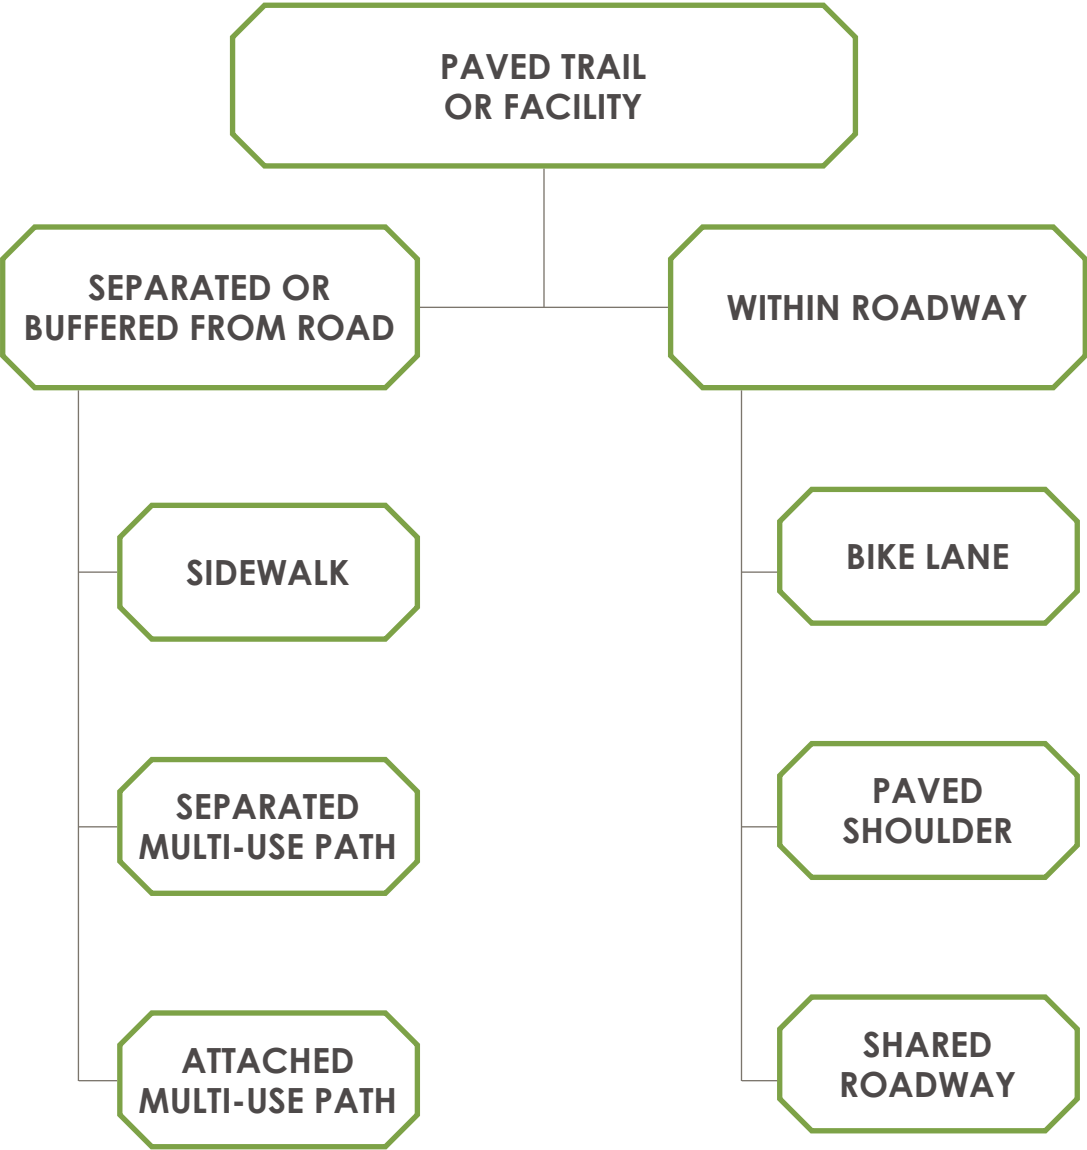 PAVED TRAIL
OR FACILITY
SEPARATED OR
BUFFERED FROM ROAD
WITHIN ROADWAY
SIDEWALK
SEPARATED
MULTI-USE PATH
ATTACHED
MULTI-USE PATH
BIKE LANE
PAVED
SHOULDER
SHARED
ROADWAY